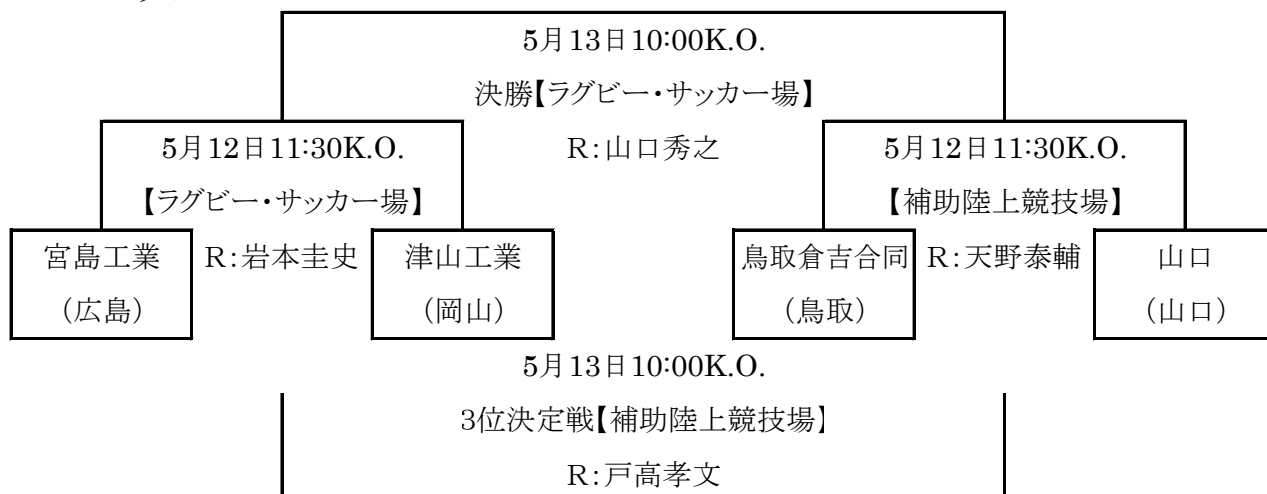 5月13日10:00K.O.
決勝【ラグビー・サッカー場】
5月12日11:30K.O. R:山口秀之 5月12日11:30K.O.
【ラグビー・サッカー場】 【補助陸上競技場】
宮島工業 R:岩本圭史 津山工業 鳥取倉吉合同 R:天野泰輔 山口
(広島) (岡山) (鳥取) (山口)
5月13日10:00K.O.
3位決定戦【補助陸上競技場】
R:戸高孝文